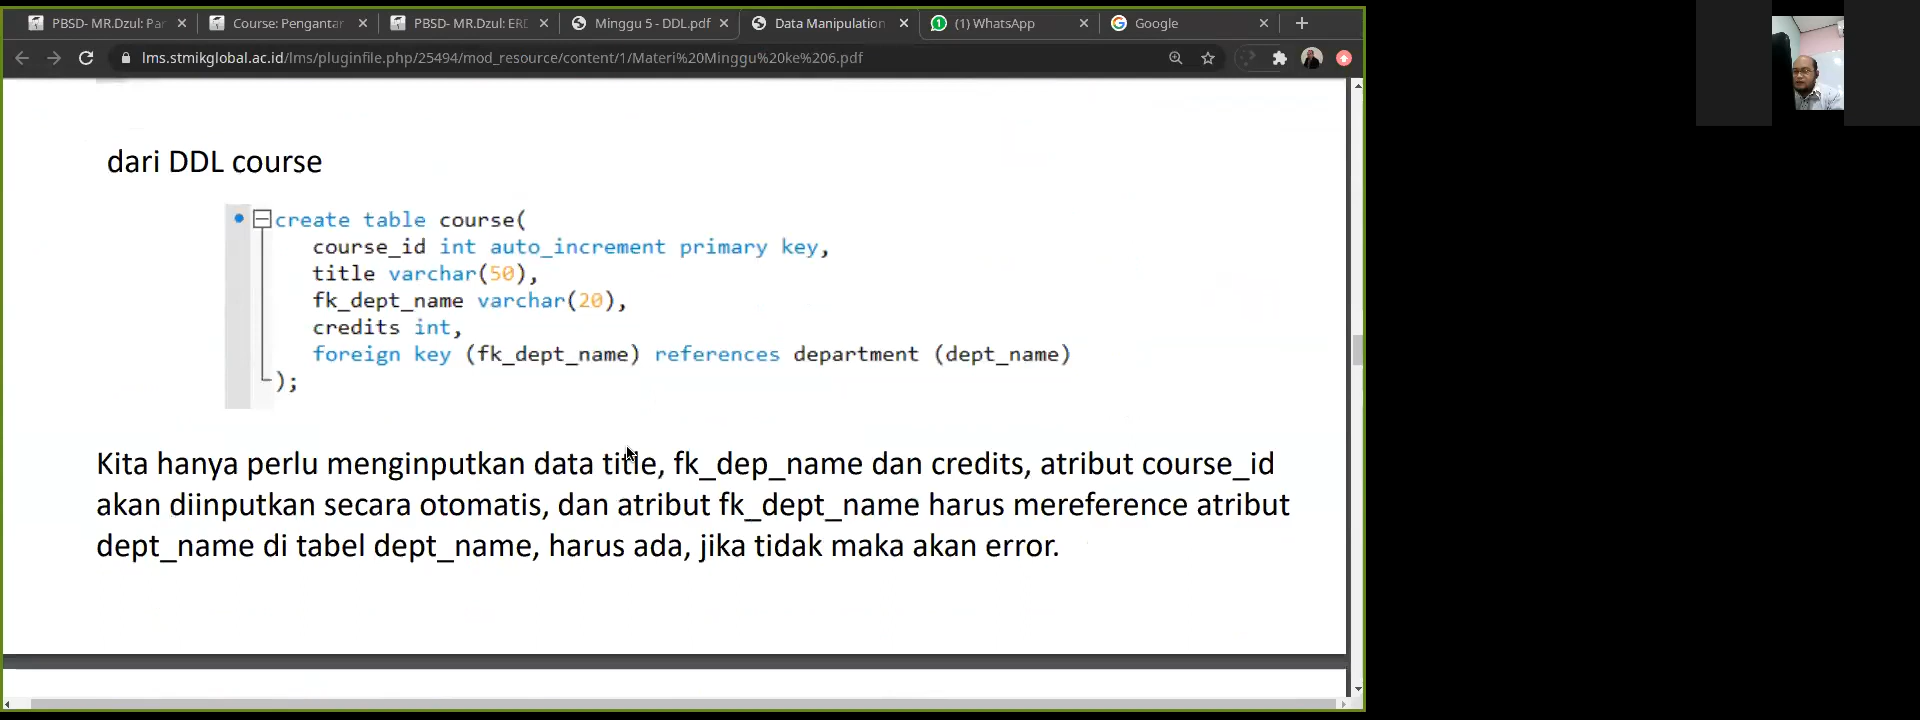 PBSD- MR.Dzul: Par
Course: Pengantar
PBSD- MR.Dzul: ERD
Minggu 5 - DDL.pdf
Data Manipulation
(1) WhatsApp
Google
lms.stmikglobal.ac.id/lms/pluginfile.php/25494/mod_resource/content/1/Materi%20Minggu%20ke%206.pdf
dari DDL course
create table course(
course_id int auto_increment primary key,
title varchar(50),
fk_dept_name varchar(20),
credits int,
foreign key (fk_dept_name) references department (dept_name)
);
Kita hanya perlu menginputkan data title, fk_dep_name dan credits, atribut course_id
akan diinputkan secara otomatis, dan atribut fk_dept_name harus mereference atribut
dept_name di tabel dept_name, harus ada, jika tidak maka akan error.